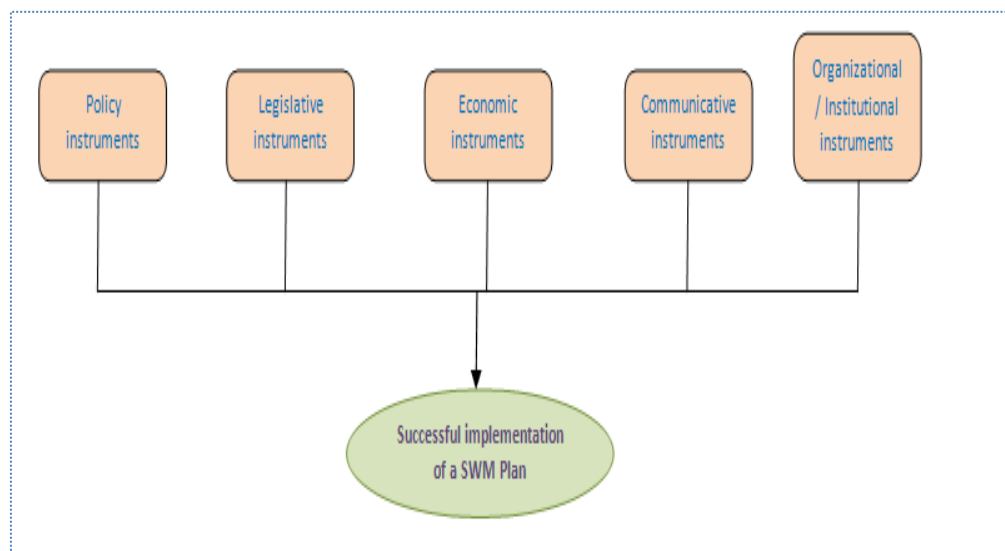 Policy
instruments
Legislative
instruments
Economic
instruments
Communicative
instruments
Organizational
/ Institutional
instruments
Successful implementation
of a SWM Plan